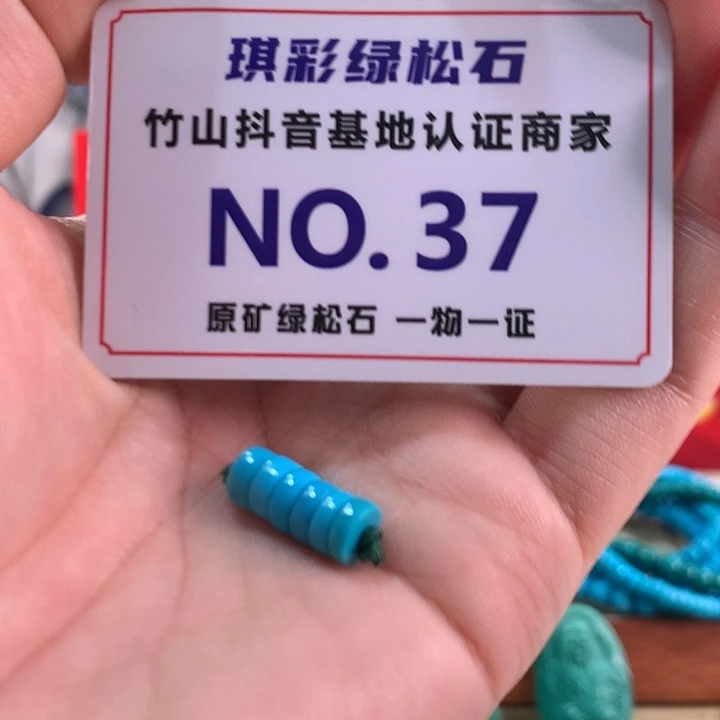 琪彩绿松石
竹山抖音基地认证商家
NO. 37
原矿绿松石 一物一证